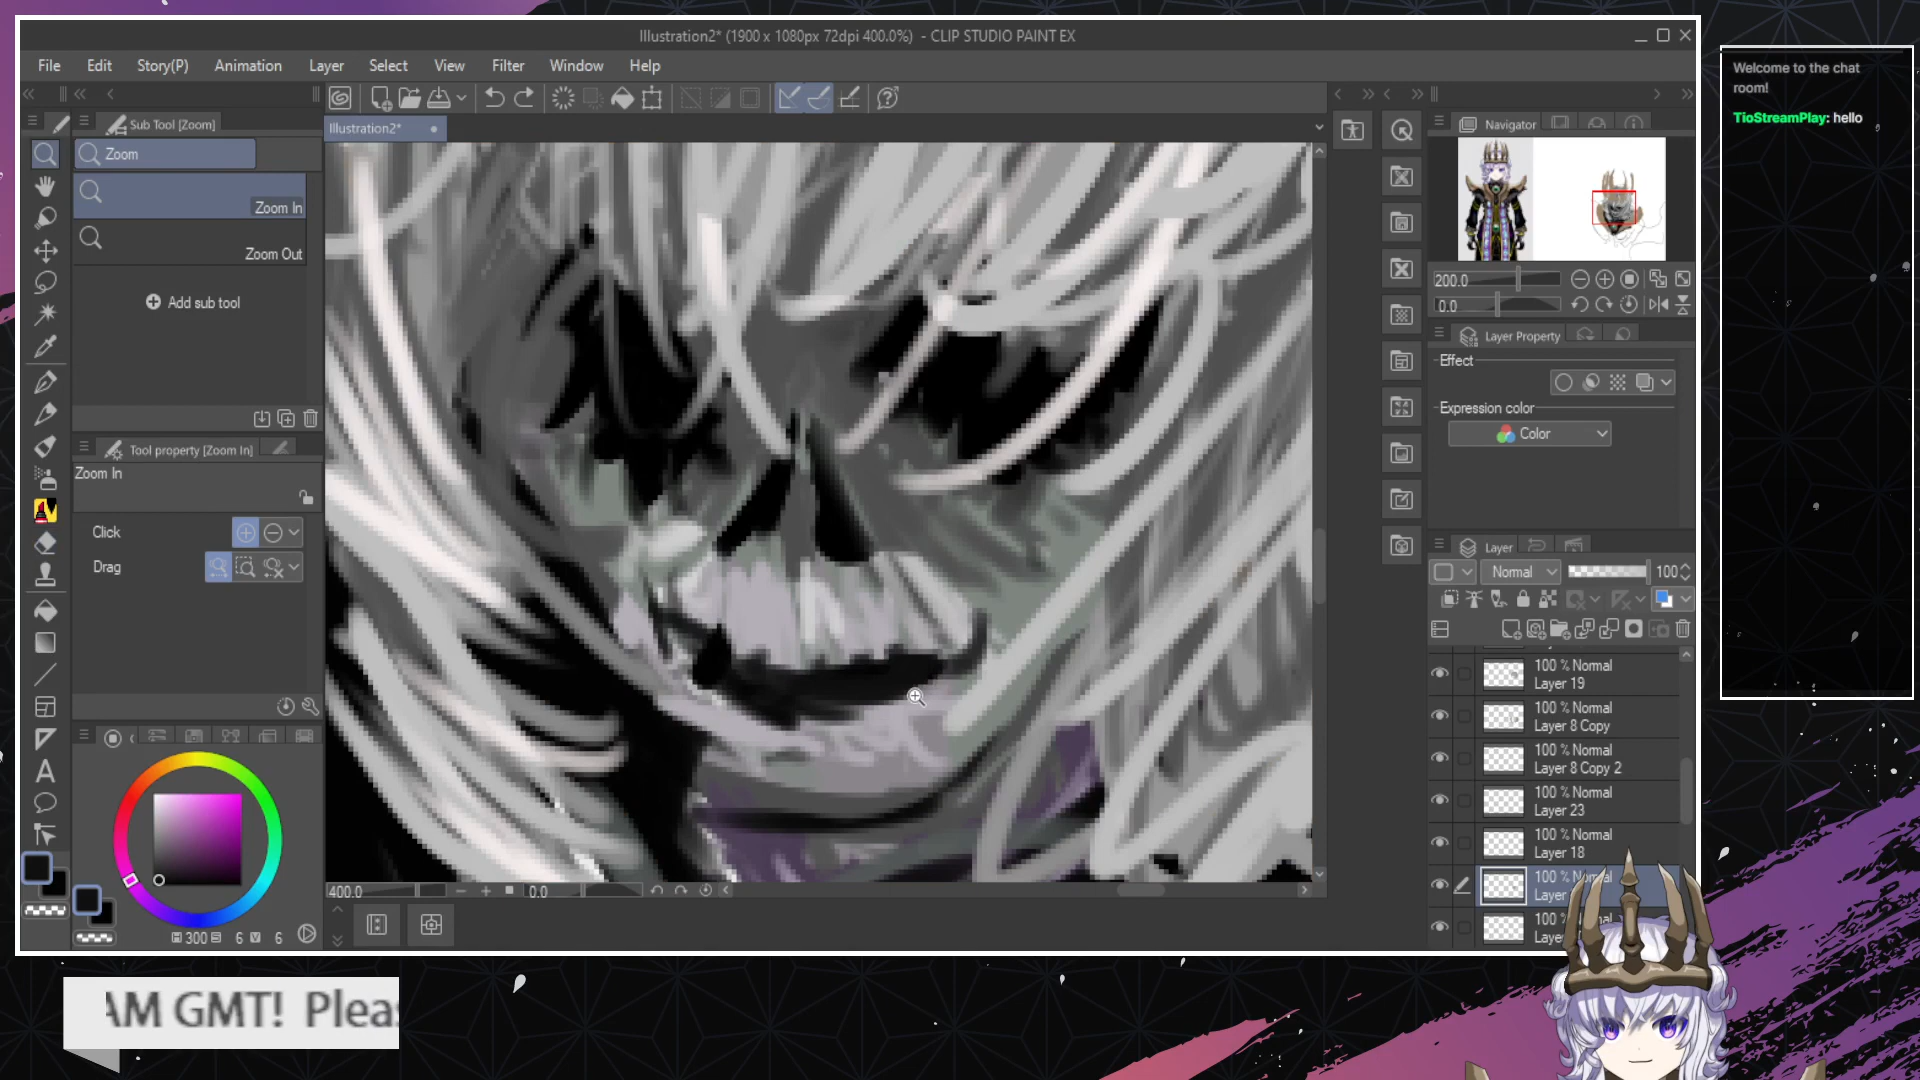 Illustration2* (1900 x 1080px 72dpi 400.0%) - CLIP STUDIO PAINT EX
File Edit Story(P) Animation Layer Select View Filter Window Help
Sub Tool [Zoom]
Illustration2*
Zoom
Zoom In
Zoom Out
Add sub tool
Tool property [Zoom In]
Zoom In
Click
Drag
300 6 6
400.0 0.0
Navigator
200.0
0.0
Layer Property
Effect
Expression color
Color
Layer
Normal 100
100 % Normal
Layer 19
100 % Normal
Layer 8 Copy
100 % Normal
Layer 8 Copy 2
100 % Normal
Layer 23
100 % Normal
Layer 18
100 %
Layer
100 %
Welcome to the chat
room!
TioStreamPlay: hello
AM GMT! Pleas